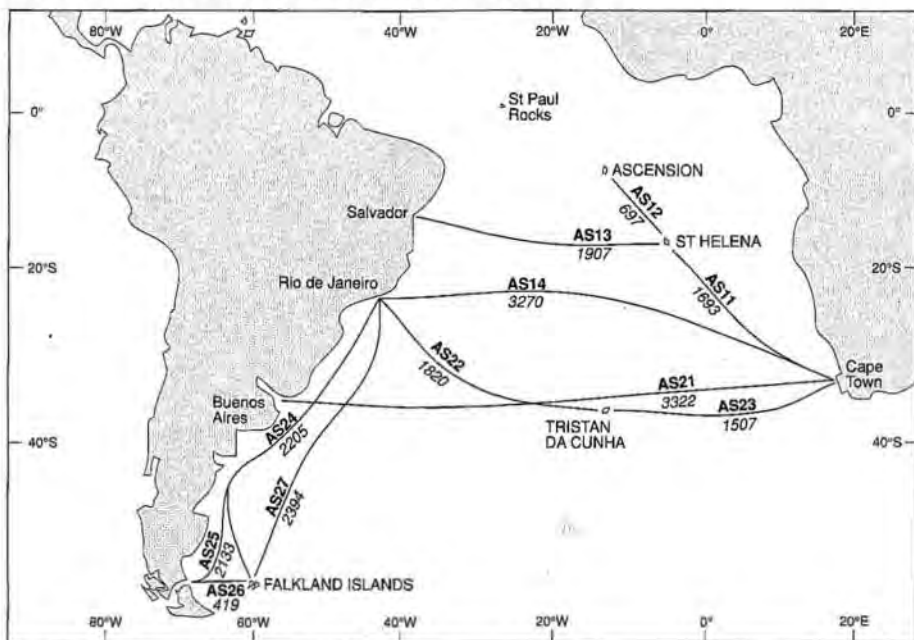 80°W
60°W
40°W
20°W
0°
20°E
St Paul
Rocks
0°
0°
ASCENSION
AS12
697
Salvador
AS13
1907
ST HELENA
20°S
20°S
Rio de Janeiro
AS14
3270
AS11
1693
AS22
1820
Cape
Town
Buenos
Aires
AS21
3322
AS23
1507
TRISTAN
DA CUNHA
AS24
2205
40°S
40°S
AS27
2394
AS25
2133
AS26
419
FALKLAND ISLANDS
80°W
60°W
40°W
20°W
0°
20°E